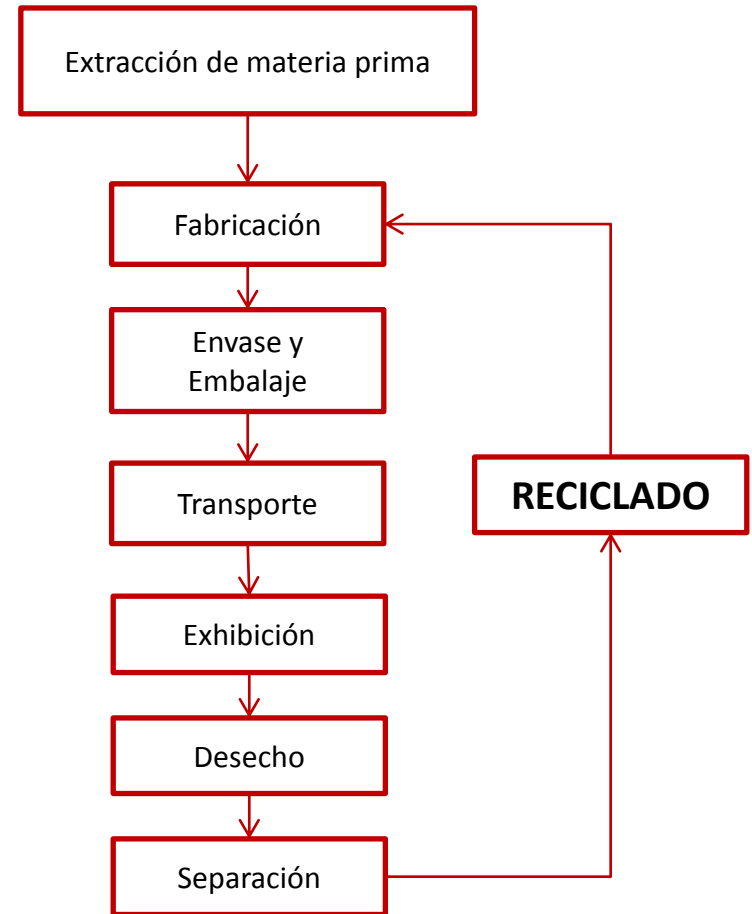 Extracción de materia prima
Fabricación
Envase y
Embalaje
Transporte
RECICLADO
Exhibición
Desecho
Separación